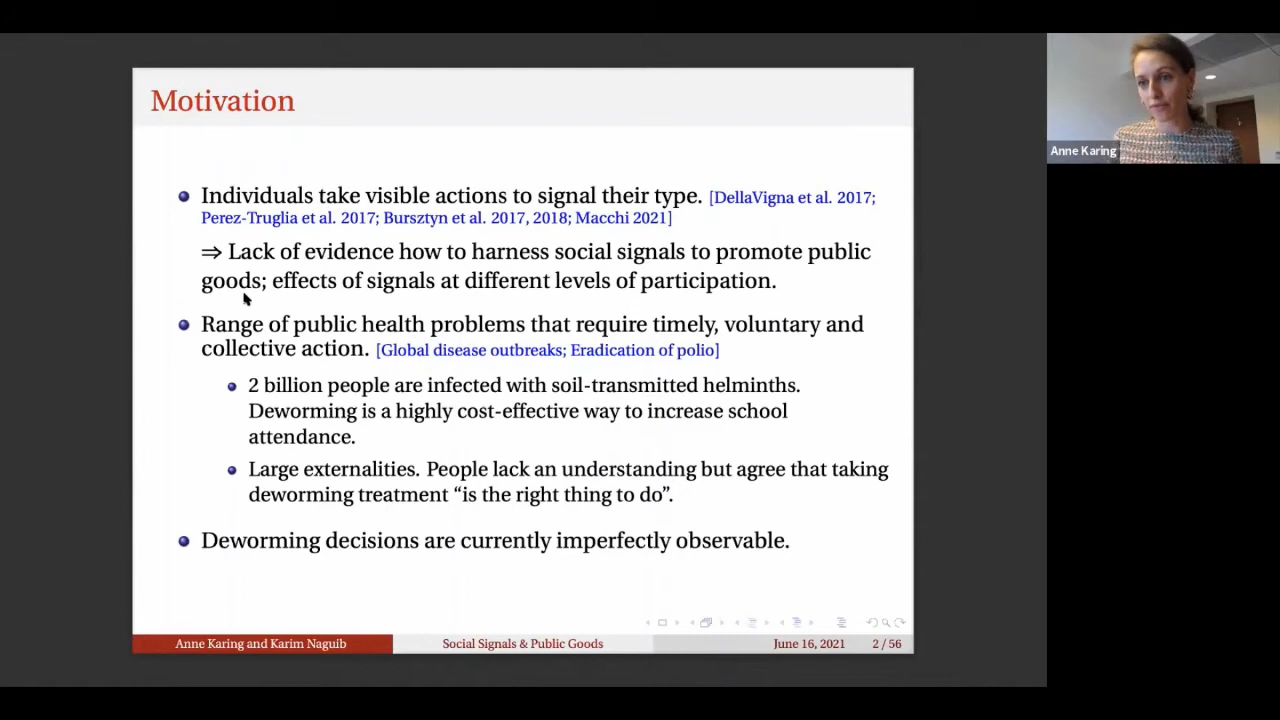 Motivation
Individuals take visible actions to signal their type. [DellaVigna et al. 2017;
Perez-Truglia et al. 2017; Bursztyn et al. 2017, 2018; Macchi 2021]
⇒ Lack of evidence how to harness social signals to promote public
goods; effects of signals at different levels of participation.
Range of public health problems that require timely, voluntary and
collective action. [Global disease outbreaks; Eradication of polio]
2 billion people are infected with soil-transmitted helminths.
Deworming is a highly cost-effective way to increase school
attendance.
Large externalities. People lack an understanding but agree that taking
deworming treatment “is the right thing to do”.
Deworming decisions are currently imperfectly observable.
Anne Karing and Karim Naguib
Social Signals & Public Goods
June 16, 2021
2 / 56
Anne Karing